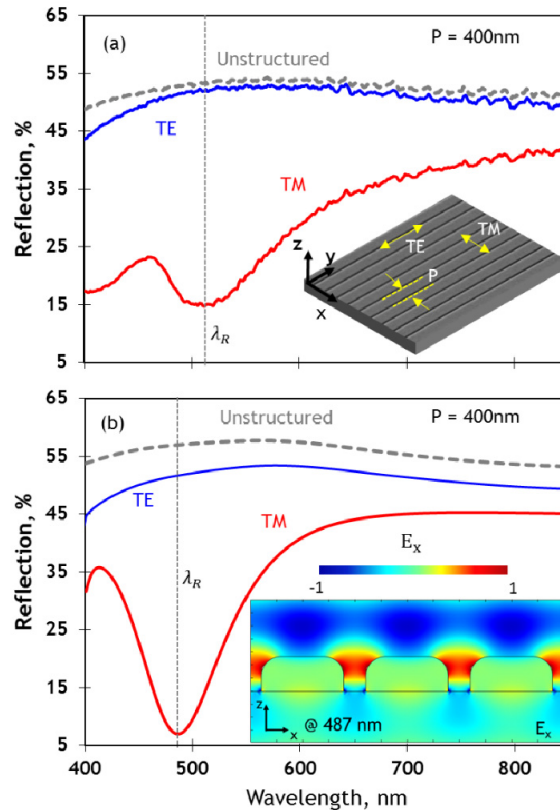 65
(a)
P = 400nm
Unstructured
55
TE
45
Reflection, %
35
TM
25
TE
TM
z
y
P
15
x
λR
5
65
(b)
P = 400nm
Unstructured
55
TE
45
TM
Reflection, %
35
λR
Ex
-1
1
25
15
z
x
@ 487 nm
Ex
5
400
500
600
700
800
Wavelength, nm